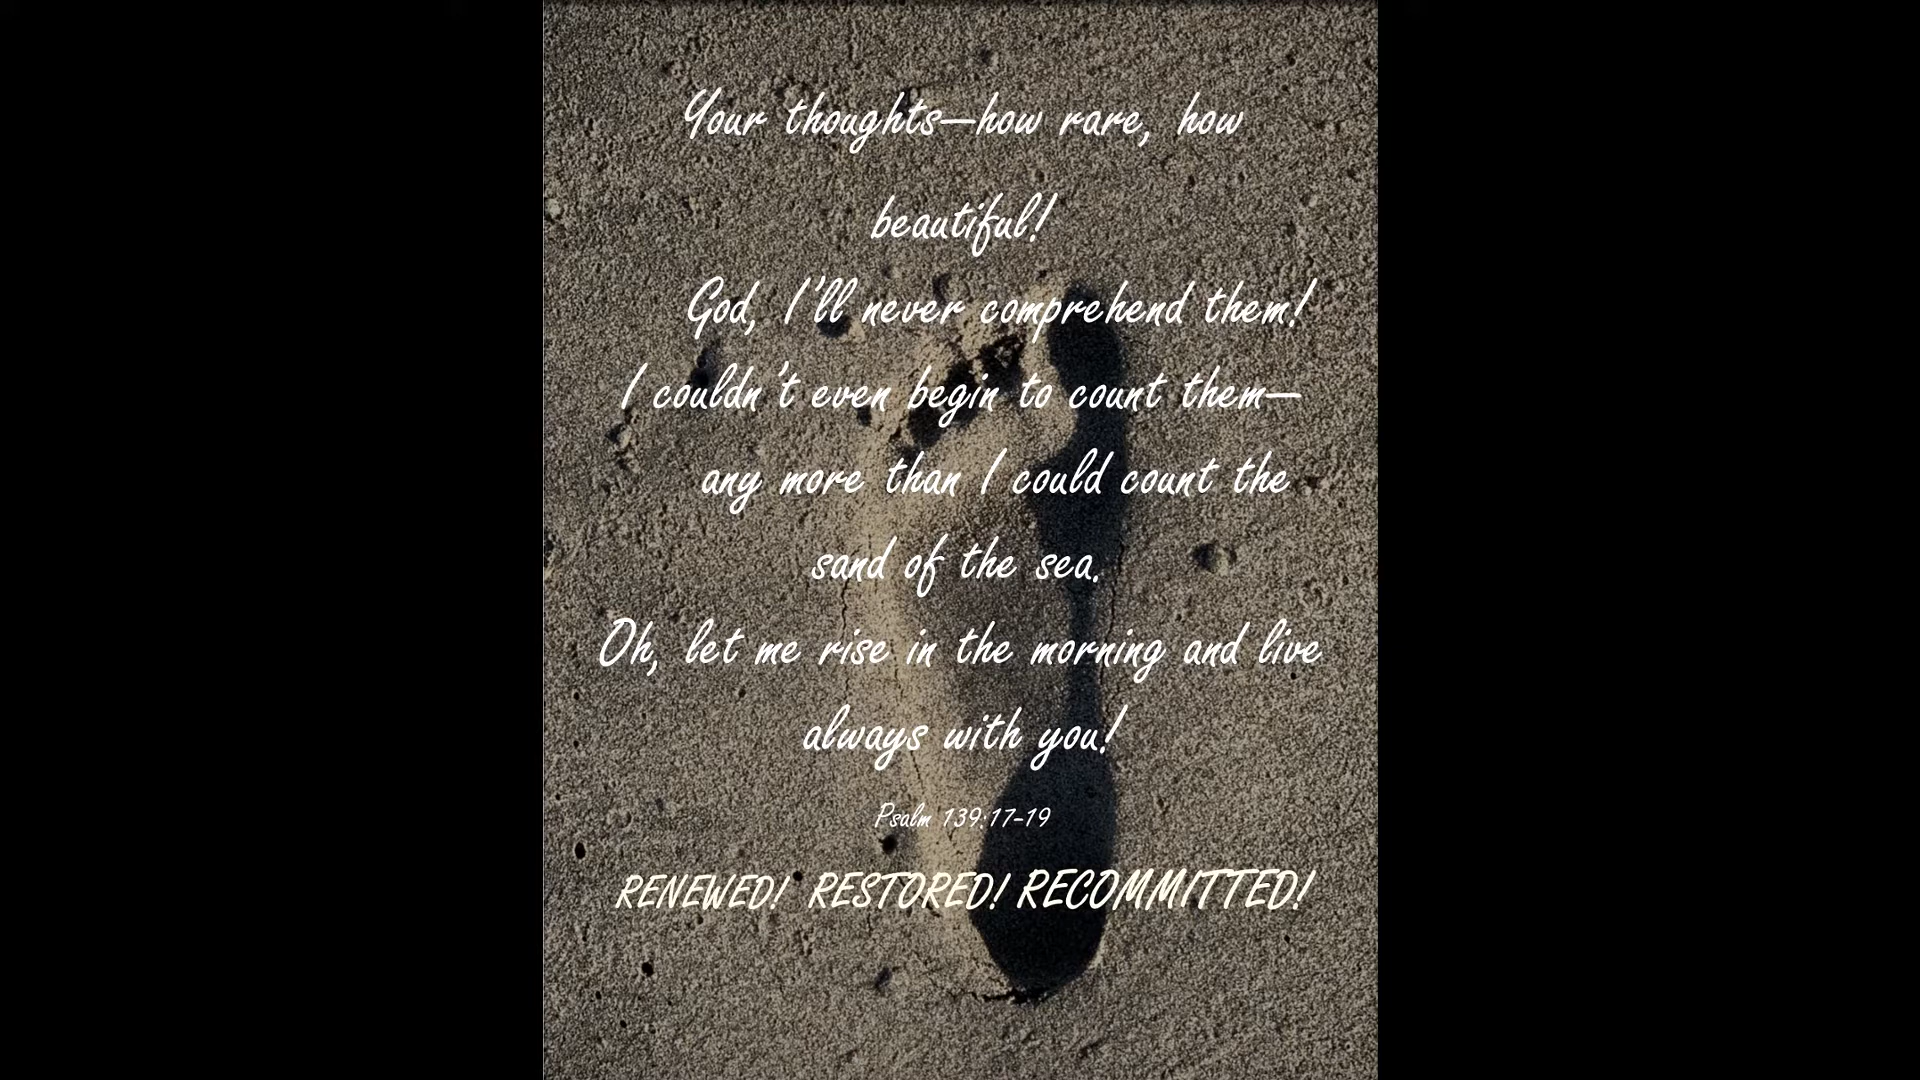 Your thoughts—how rare, how
beautiful!
God, I'll never comprehend them!
I couldn't even begin to count them—
any more than I could count the
sand of the sea.
Oh, let me rise in the morning and live
always with you!
Psalm 139:17-19
RENEWED! RESTORED! RECOMMITTED!